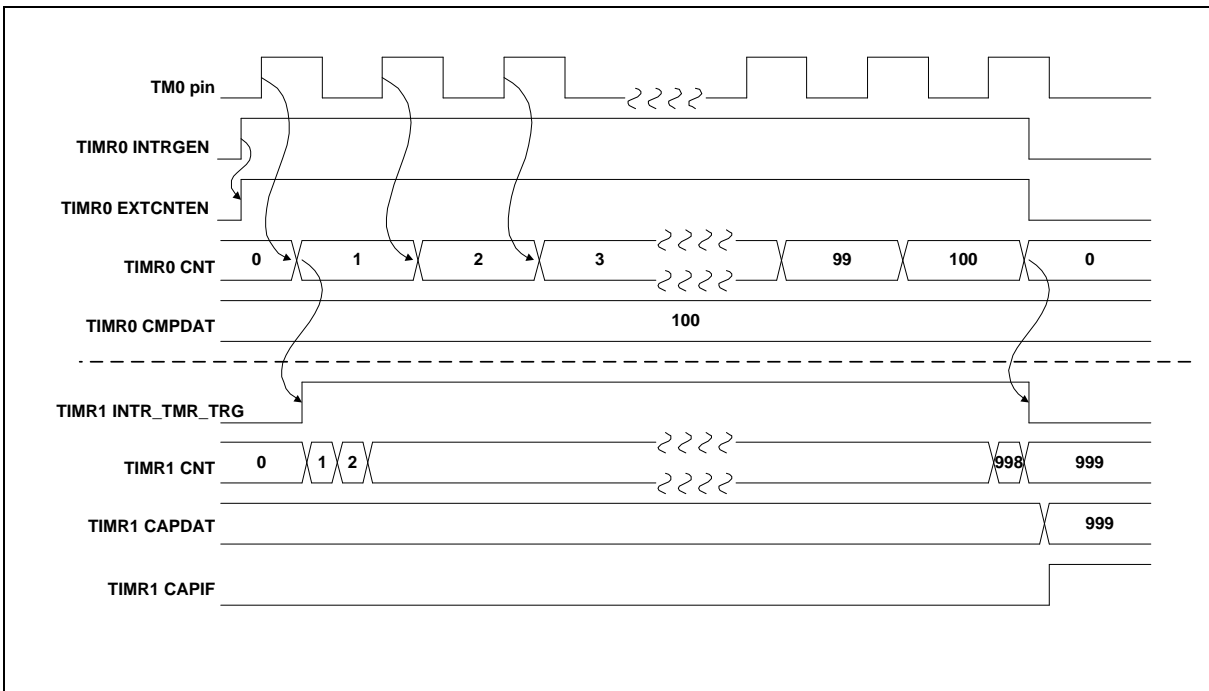 TM0 pin
TIMR0 INTRGEN
TIMR0 EXTCNTEN
TIMR0 CNT 0 1 2 3 99 100 0
TIMR0 CMPDAT 100
TIMR1 INTR_TMR_TRG
TIMR1 CNT 0 1 2 998 999
TIMR1 CAPDAT 999
TIMR1 CAPIF